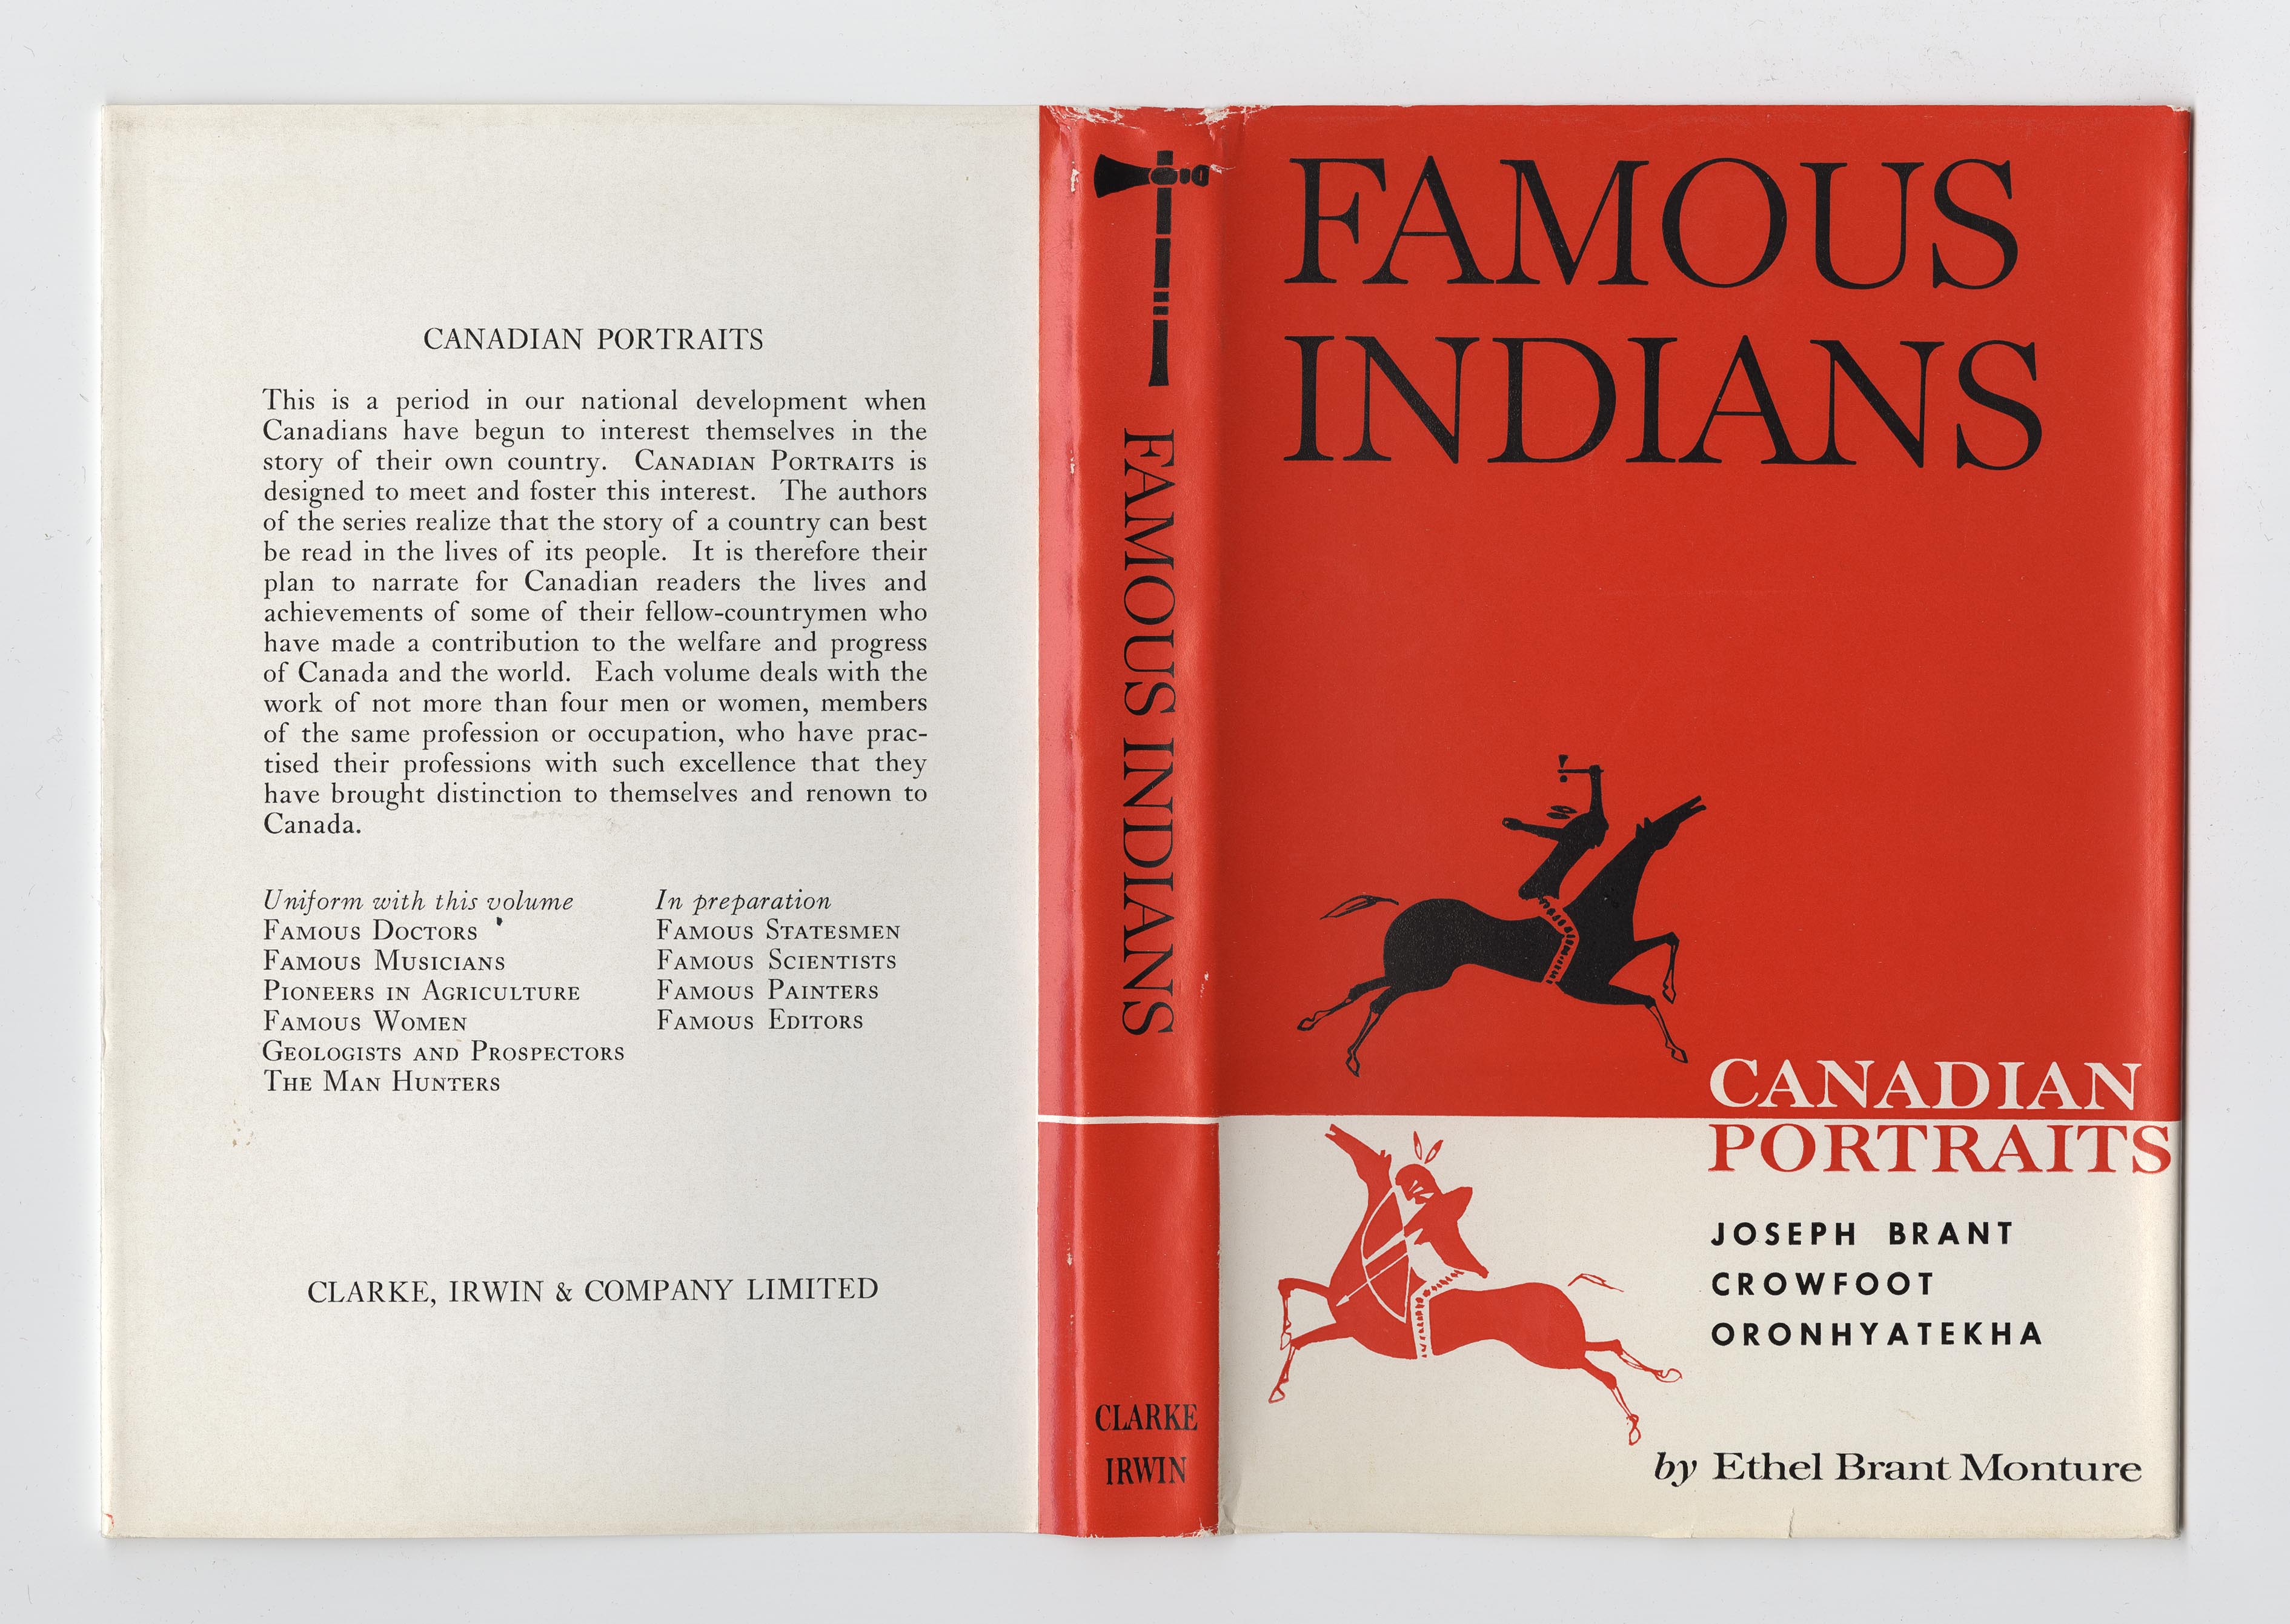 CANADIAN PORTRAITS
This is a period in our national development when
Canadians have begun to interest themselves in the
story of their own country. CANADIAN PORTRAITS is
designed to meet and foster this interest. The authors
of the series realize that the story of a country can best
be read in the lives of its people. It is therefore their
plan to narrate for Canadian readers the lives and
achievements of some of their fellow-countrymen who
have made a contribution to the welfare and progress
of Canada and the world. Each volume deals with the
work of not more than four men or women, members
of the same profession or occupation, who have prac-
tised their professions with such excellence that they
have brought distinction to themselves and renown to
Canada.
Uniform with this volume
FAMOUS DOCTORS
FAMOUS MUSICIANS
PIONEERS IN AGRICULTURE
FAMOUS WOMEN
GEOLOGISTS AND PROSPECTORS
THE MAN HUNTERS
In preparation
FAMOUS STATESMEN
FAMOUS SCIENTISTS
FAMOUS PAINTERS
FAMOUS EDITORS
CLARKE, IRWIN & COMPANY LIMITED
FAMOUS INDIANS
CLARKE
IRWIN
FAMOUS
INDIANS
CANADIAN
PORTRAITS
JOSEPH BRANT
CROWFOOT
ORONHYATEKHA
by Ethel Brant Monture